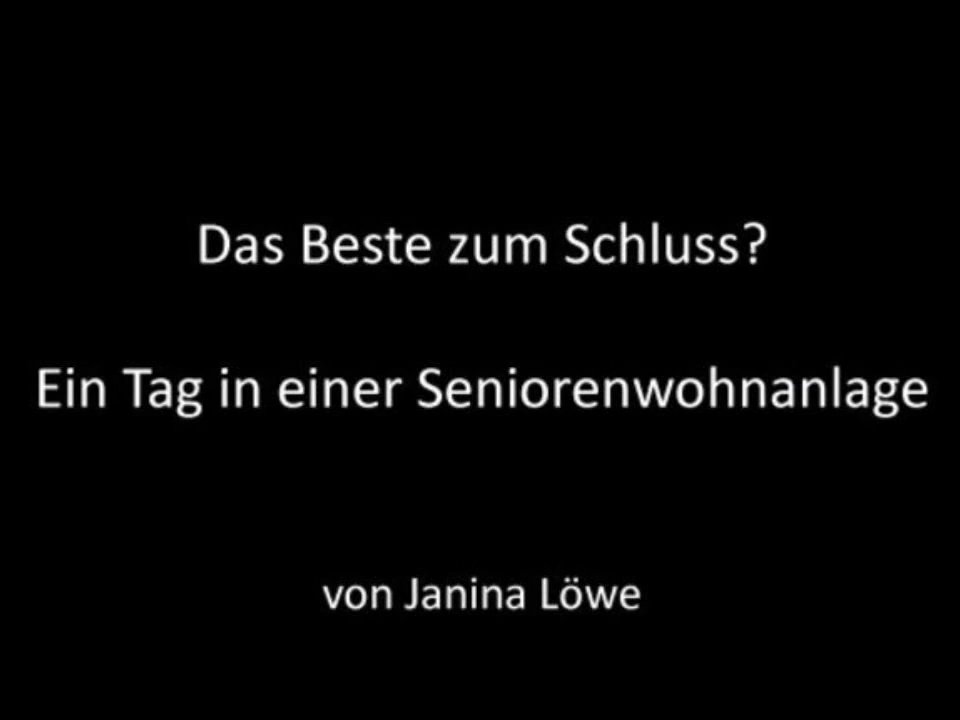 Das Beste zum Schluss?
Ein Tag in einer Seniorenwohnanlage
von Janina Löwe